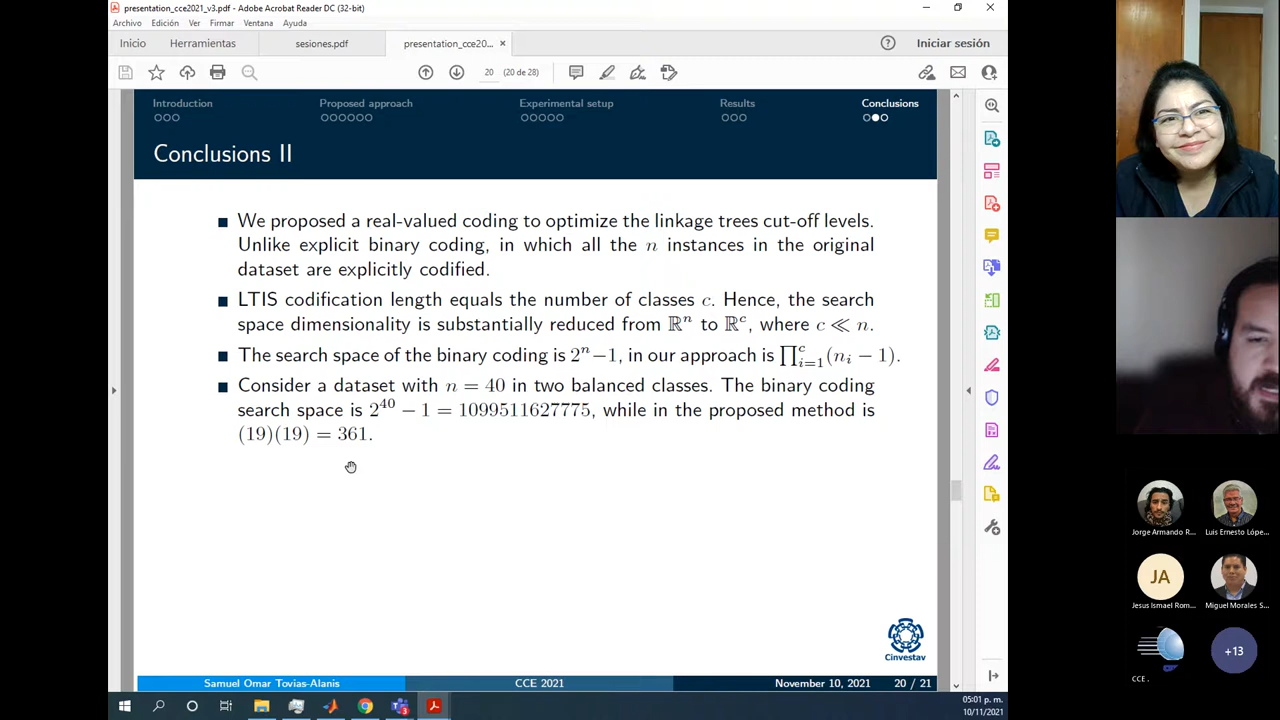 presentation_cce2021_v3.pdf - Adobe Acrobat Reader DC (32-bit)
Archivo Edición Ver Firmar Ventana Ayuda
Inicio Herramientas sesiones.pdf presentation_cce20... × Iniciar sesión
20 (20 de 28)
Introduction Proposed approach Experimental setup Results Conclusions
Conclusions II
We proposed a real-valued coding to optimize the linkage trees cut-off levels.
Unlike explicit binary coding, in which all the n instances in the original
dataset are explicitly codified.
LTIS codification length equals the number of classes c. Hence, the search
space dimensionality is substantially reduced from ℝⁿ to ℝᶜ, where c ≪ n.
The search space of the binary coding is 2ⁿ−1, in our approach is ∏ᶜᵢ₌₁(nᵢ − 1).
Consider a dataset with n = 40 in two balanced classes. The binary coding
search space is 2⁴⁰ − 1 = 1099511627775, while in the proposed method is
(19)(19) = 361.
Cinvestav
Samuel Omar Tovias-Alanis CCE 2021 November 10, 2021 20 / 21
05:01 p. m.
10/11/2021
Jorge Armando R... Luis Ernesto Lópe...
JA
Jesus Ismael Rom... Miguel Morales S...
+13
CCE .